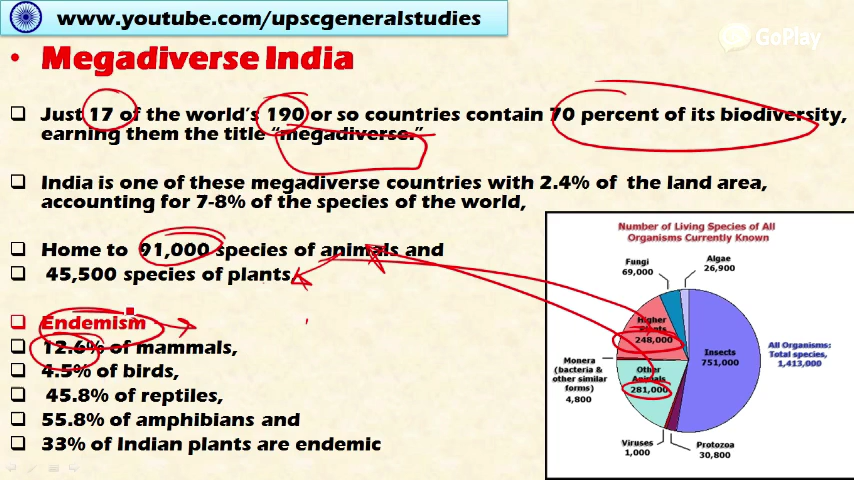 www.youtube.com/upscgeneralstudies
GoPlay
• Megadiverse India
Just 17 of the world's 190 or so countries contain 70 percent of its biodiversity,
earning them the title "megadiverse."
India is one of these megadiverse countries with 2.4% of the land area,
accounting for 7-8% of the species of the world,
Home to 91,000 species of animals and
45,500 species of plants,
Endemism
12.6% of mammals,
4.5% of birds,
45.8% of reptiles,
55.8% of amphibians and
33% of Indian plants are endemic
Number of Living Species of All
Organisms Currently Known
Fungi
69,000
Algae
26,900
Higher
Plants
248,000
Insects
751,000
All Organisms:
Total species,
1,413,000
Monera
(bacteria &
other similar
forms)
4,800
Other
Animals
281,000
Viruses
1,000
Protozoa
30,800